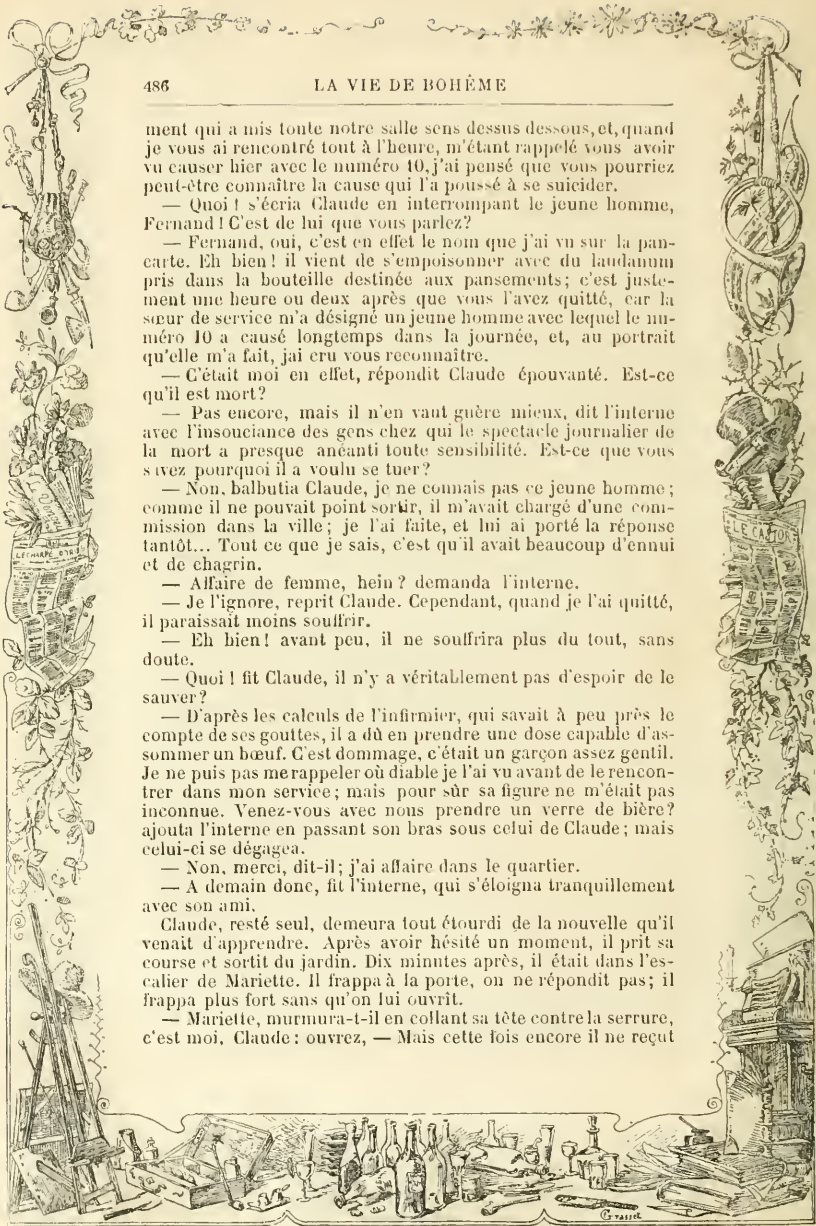 486 LA VIE DE BOHÈME
ment qui a mis toute notre salle sens dessus dessous, et, quand
je vous ai rencontré tout à l'heure, m'étant rappelé vous avoir
vu causer hier avec le numéro 10, j'ai pensé que vous pourriez
peut-être connaître la cause qui l'a poussé à se suicider.
— Quoi ! s'écria Claude en interrompant le jeune homme,
Fernand ! C'est de lui que vous parlez?
— Fernand, oui, c'est en effet le nom que j'ai vu sur la pan-
carte. Eh bien ! il vient de s'empoisonner avec du laudanum
pris dans la bouteille destinée aux pansements; c'est juste-
ment une heure ou deux après que vous l'avez quitté, car la
sœur de service m'a désigné un jeune homme avec lequel le nu-
méro 10 a causé longtemps dans la journée, et, au portrait
qu'elle m'a fait, jai cru vous reconnaître.
— C'était moi en effet, répondit Claude épouvanté. Est-ce
qu'il est mort?
— Pas encore, mais il n'en vaut guère mieux, dit l'interne
avec l'insouciance des gens chez qui le spectacle journalier de
la mort a presque anéanti toute sensibilité. Est-ce que vous
s ivez pourquoi il a voulu se tuer?
— Non, balbutia Claude, je ne connais pas ce jeune homme;
comme il ne pouvait point sortir, il m'avait chargé d'une com-
mission dans la ville; je l'ai faite, et lui ai porté la réponse
tantôt... Tout ce que je sais, c'est qu'il avait beaucoup d'ennui
et de chagrin.
— Affaire de femme, hein ? demanda l'interne.
— Je l'ignore, reprit Claude. Cependant, quand je l'ai quitté,
il paraissait moins souffrir.
— Eh bien! avant peu, il ne souffrira plus du tout, sans
doute.
— Quoi ! fit Claude, il n'y a véritablement pas d'espoir de le
sauver?
— D'après les calculs de l'infirmier, qui savait à peu près le
compte de ses gouttes, il a dû en prendre une dose capable d'as-
sommer un bœuf. C'est dommage, c'était un garçon assez gentil.
Je ne puis pas me rappeler où diable je l'ai vu avant de le rencon-
trer dans mon service; mais pour sûr sa figure ne m'était pas
inconnue. Venez-vous avec nous prendre un verre de bière?
ajouta l'interne en passant son bras sous celui de Claude; mais
celui-ci se dégagea.
— Non, merci, dit-il; j'ai affaire dans le quartier.
— A demain donc, fit l'interne, qui s'éloigna tranquillement
avec son ami.
Claude, resté seul, demeura tout étourdi de la nouvelle qu'il
venait d'apprendre. Après avoir hésité un moment, il prit sa
course et sortit du jardin. Dix minutes après, il était dans l'es-
calier de Mariette. Il frappa à la porte, on ne répondit pas; il
frappa plus fort sans qu'on lui ouvrît.
— Mariette, murmura-t-il en collant sa tête contre la serrure,
c'est moi, Claude : ouvrez, — Mais cette fois encore il ne reçut
LE CASTOR
Grasset